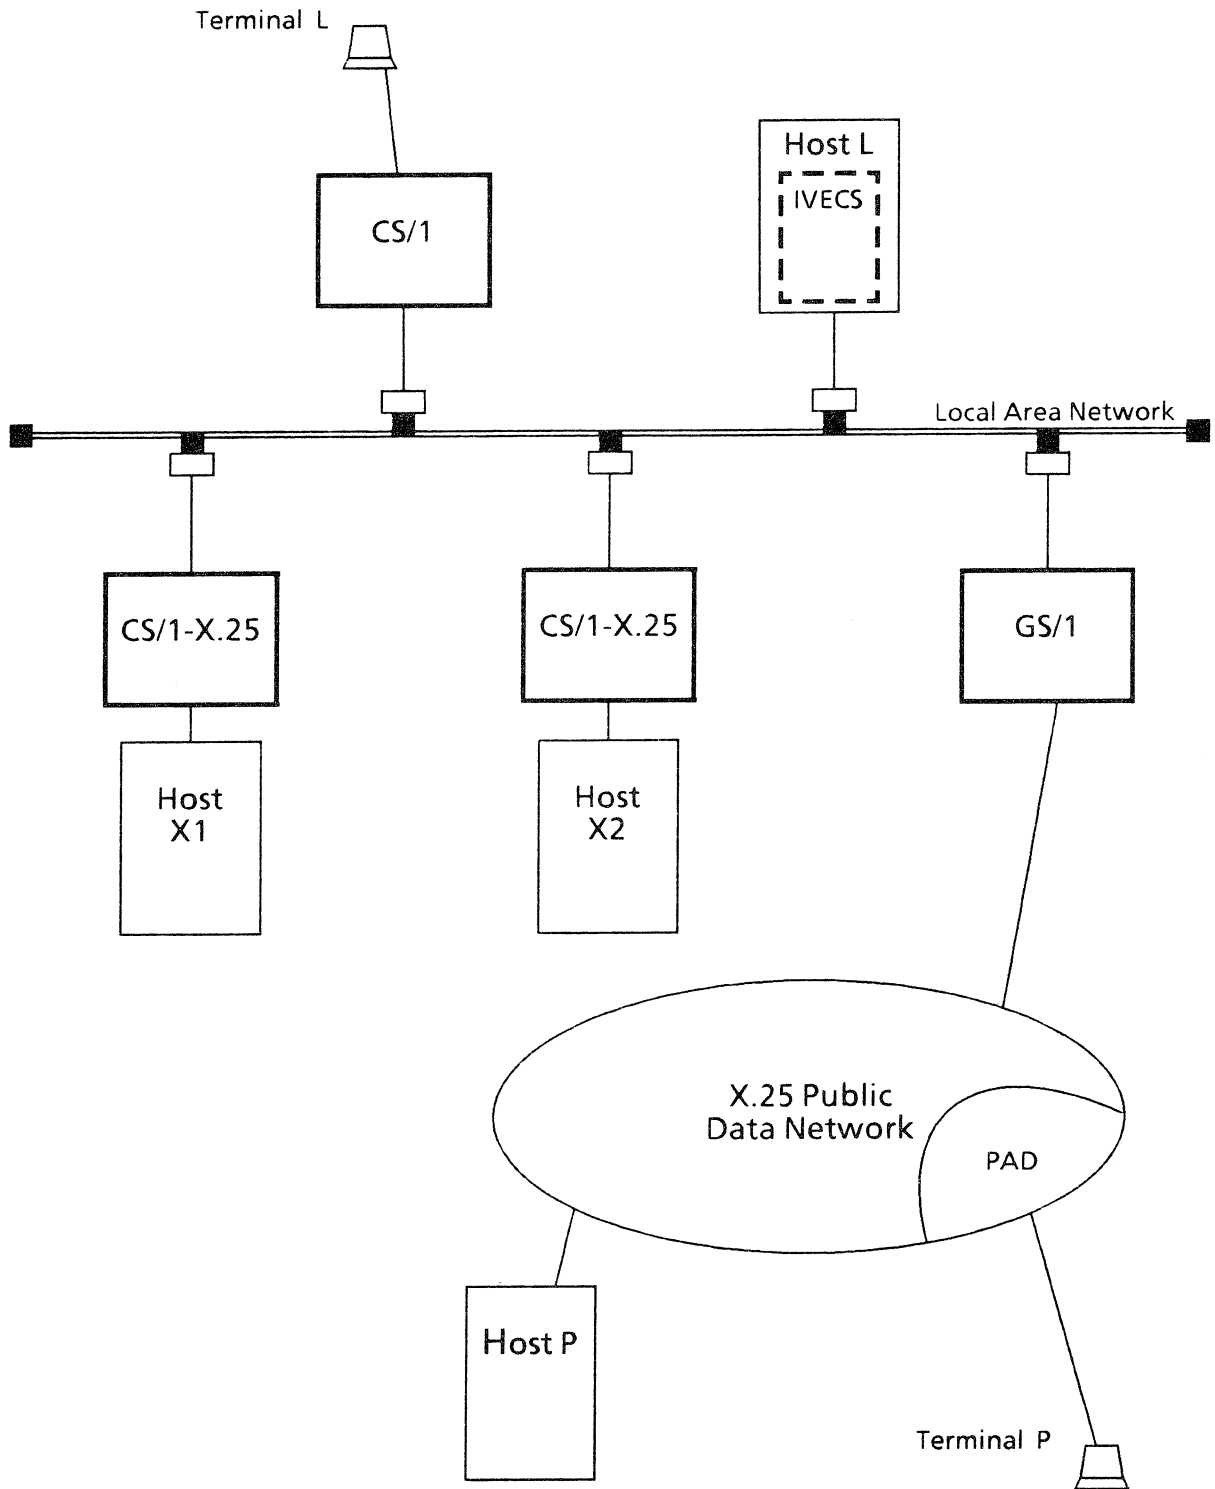 Terminal L
Host L
IVECS
CS/1
Local Area Network
CS/1-X.25
CS/1-X.25
GS/1
Host
X1
Host
X2
X.25 Public
Data Network
PAD
Host P
Terminal P